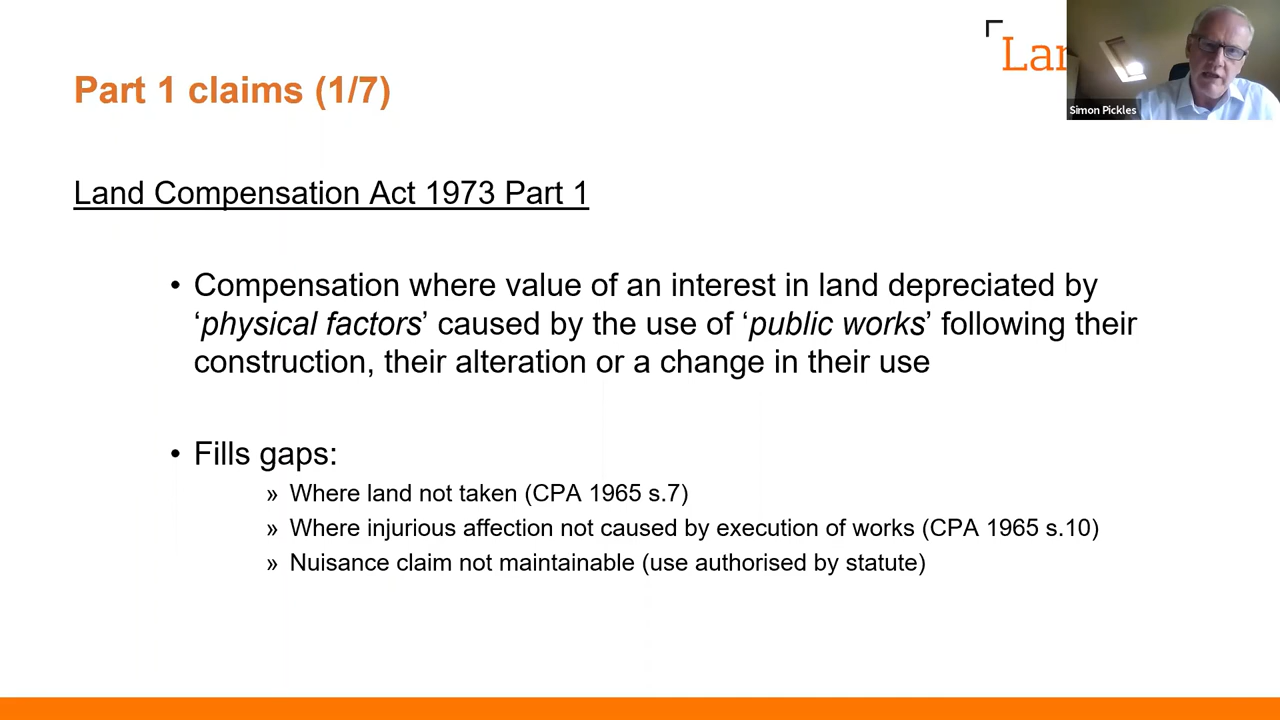 Part 1 claims (1/7)
Lan
Simon Pickles
Land Compensation Act 1973 Part 1
• Compensation where value of an interest in land depreciated by
‘physical factors’ caused by the use of ‘public works’ following their
construction, their alteration or a change in their use
• Fills gaps:
» Where land not taken (CPA 1965 s.7)
» Where injurious affection not caused by execution of works (CPA 1965 s.10)
» Nuisance claim not maintainable (use authorised by statute)